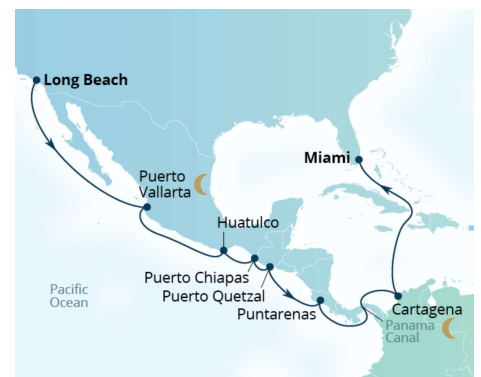 Long Beach
Puerto
Vallarta
Miami
Huatulco
Puerto Chiapas
Puerto Quetzal
Puntarenas
Pacific
Ocean
Cartagena
Panama
Canal